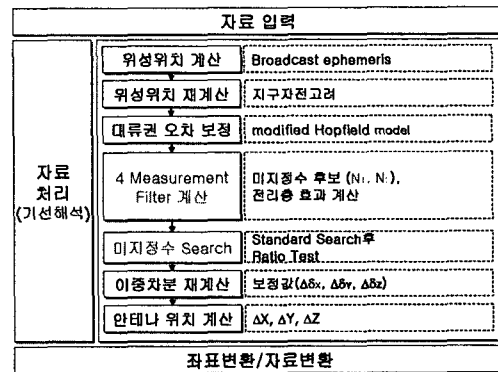 자료 입력
자료
처리
(기선해석)
위성위치 계산
Broadcast ephemeris
위성위치 재계산
지구자전고려
대류권 오차 보정
modified Hopfield model
4 Measurement
Filter 계산
미지정수 후보 (N₁, N₂),
전리층 효과 계산
미지정수 Search
Standard Search후
Ratio Test
이중차분 재계산
보정값(Δδx, Δδy, Δδz)
안테나 위치 계산
ΔX, ΔY, ΔZ
좌표변환/자료변환